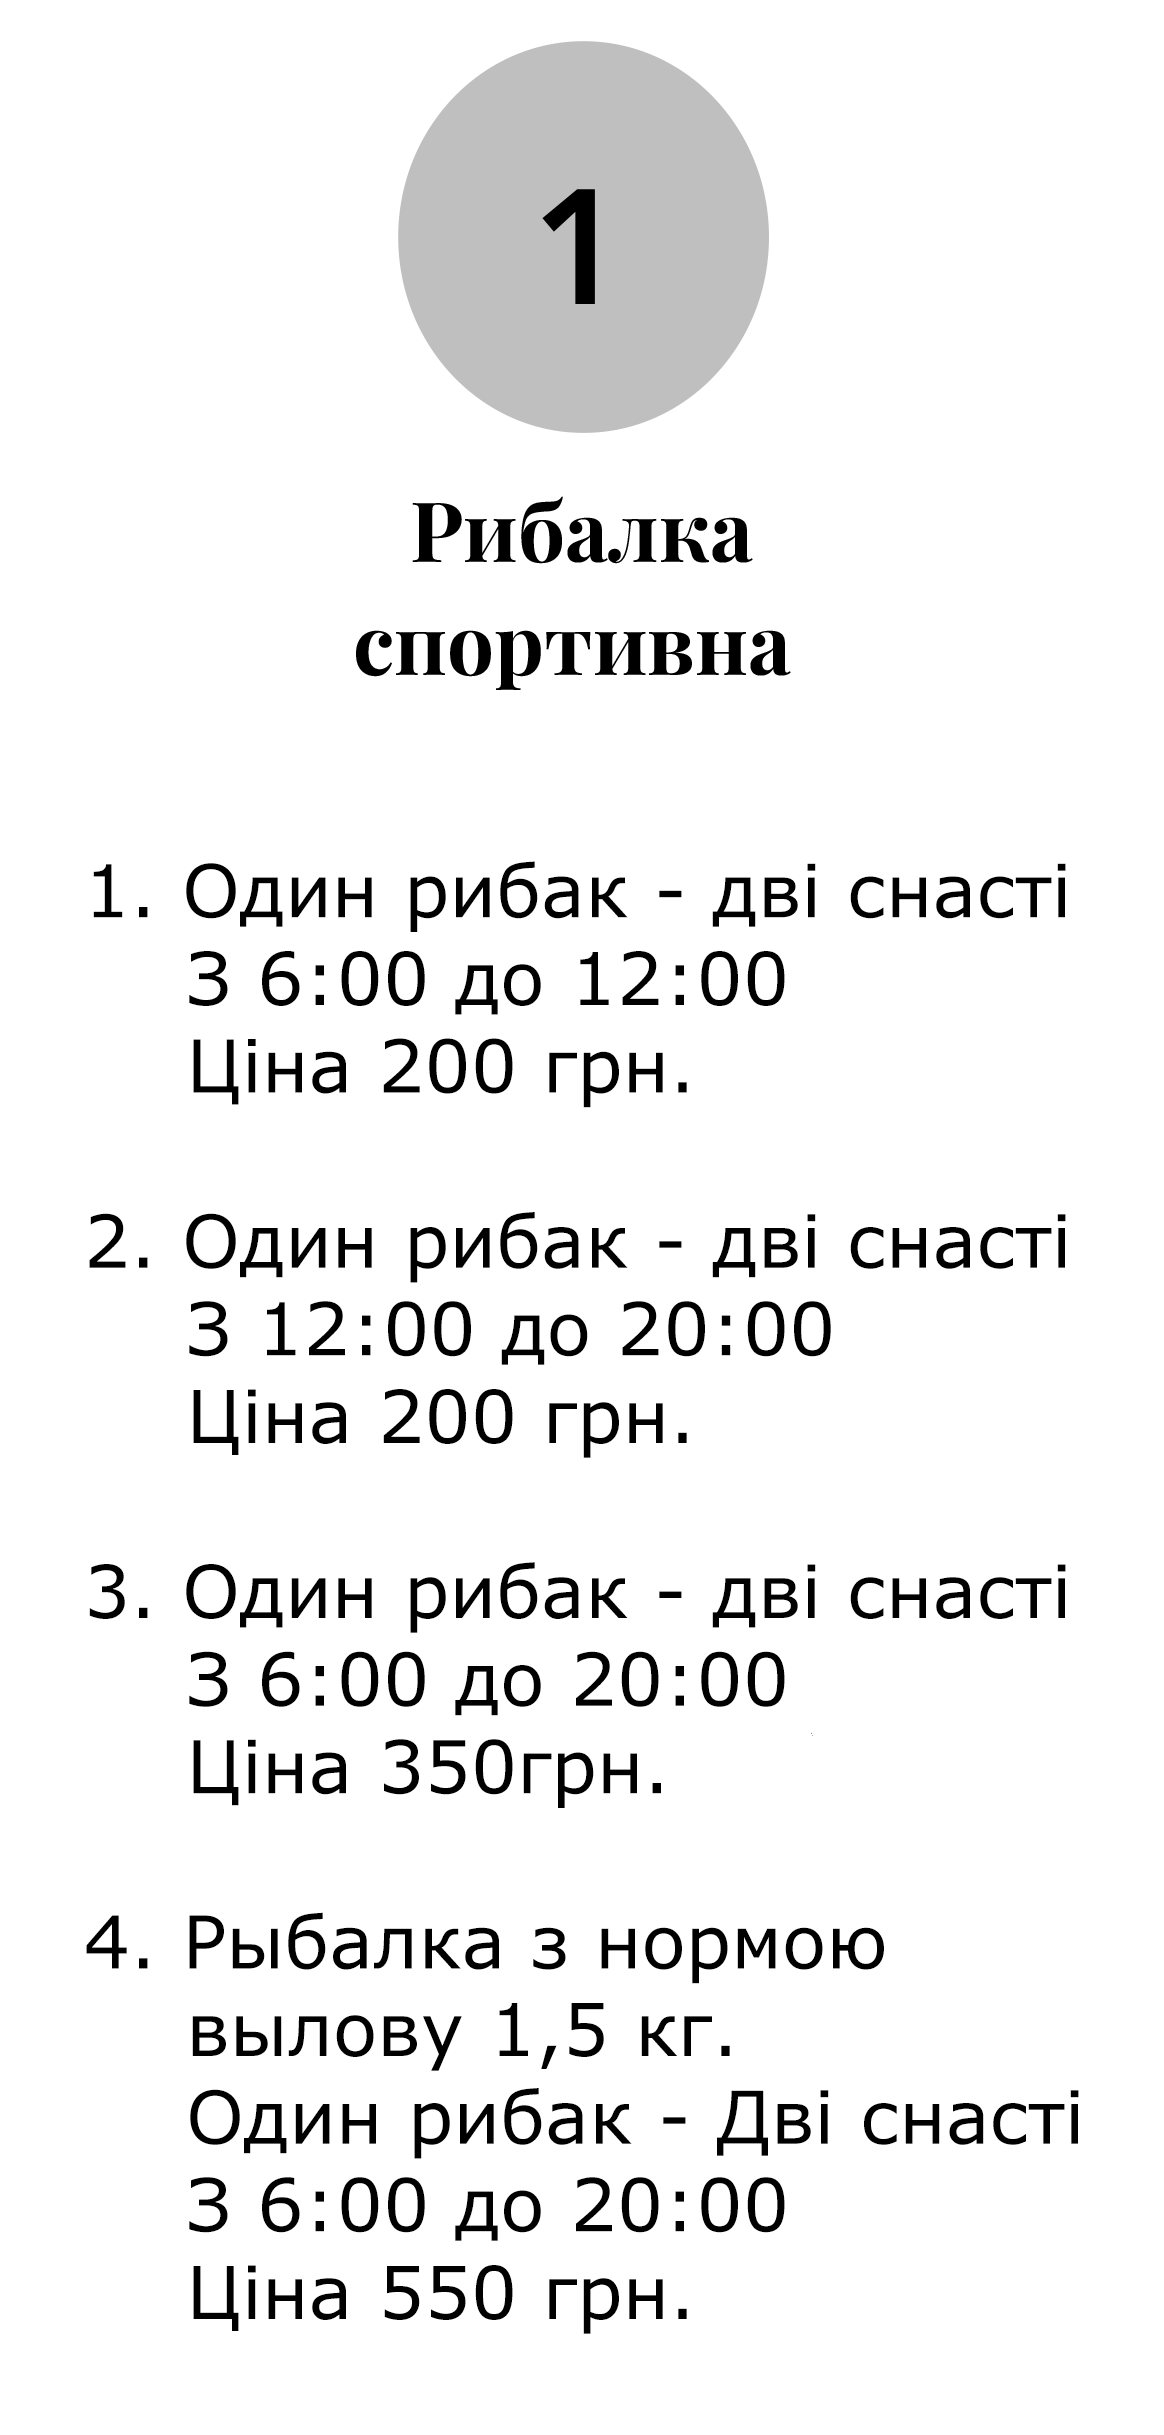 1
Рибалка
спортивна
1. Один рибак - дві снасті
З 6:00 до 12:00
Ціна 200 грн.
2. Один рибак - дві снасті
З 12:00 до 20:00
Ціна 200 грн.
3. Один рибак - дві снасті
З 6:00 до 20:00
Ціна 350грн.
4. Рыбалка з нормою
вылову 1,5 кг.
Один рибак - Дві снасті
З 6:00 до 20:00
Ціна 550 грн.